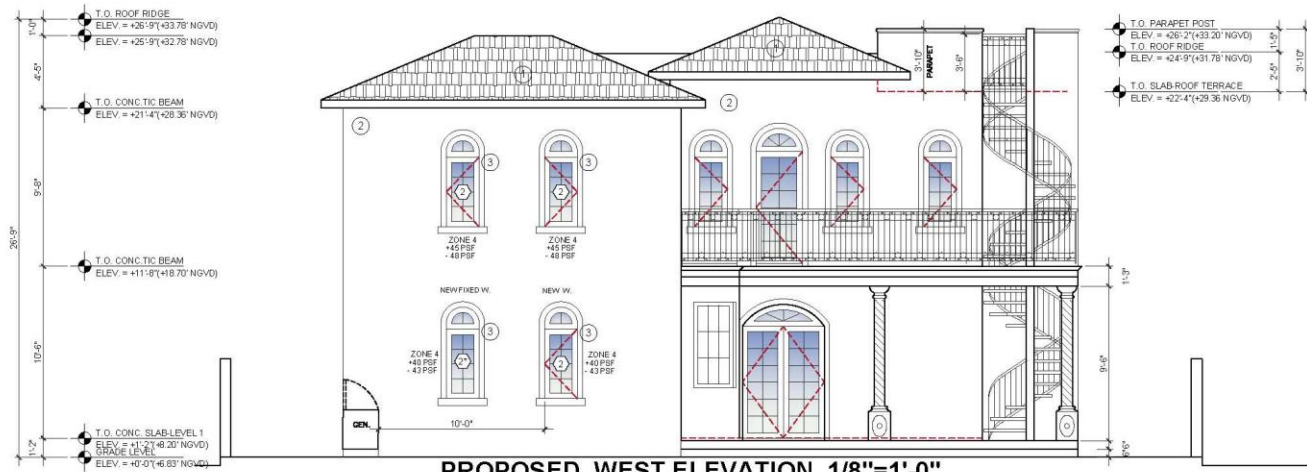 T.O. ROOF RIDGE
ELEV. = +26'-9"(+33.78' NGVD)
ELEV. = +25'-9"(+32.78' NGVD)
T.O. CONC.TIC BEAM
ELEV. = +21'-4"(+28.36' NGVD)
T.O. CONC.TIC BEAM
ELEV. = +11'-8"(+18.70' NGVD)
T.O. CONC. SLAB-LEVEL 1
ELEV. = +1'-2"(+8.20' NGVD)
GRADE LEVEL
ELEV. = +0'-0"(+6.83' NGVD)
1'-0"
4'-5"
9'-8"
26'-9"
10'-6"
1'-2"
1
2
3
2
3
2
ZONE 4
+45 PSF
- 48 PSF
ZONE 4
+45 PSF
- 48 PSF
NEW FIXED W.
NEW W.
3
2*
3
2
ZONE 4
+40 PSF
- 43 PSF
ZONE 4
+40 PSF
- 43 PSF
GEN.
10'-0"
2
3'-10"
PARAPET
3'-6"
T.O. PARAPET POST
ELEV. = +26'-2"(+33.20' NGVD)
T.O. ROOF RIDGE
ELEV. = +24'-9"(+31.78' NGVD)
T.O. SLAB-ROOF TERRACE
ELEV. = +22'-4"(+29.36' NGVD)
1'-5"
2'-5"
3'-10"
1'-3"
9'-6"
PROPOSED WEST ELEVATION 1/8"=1'-0"